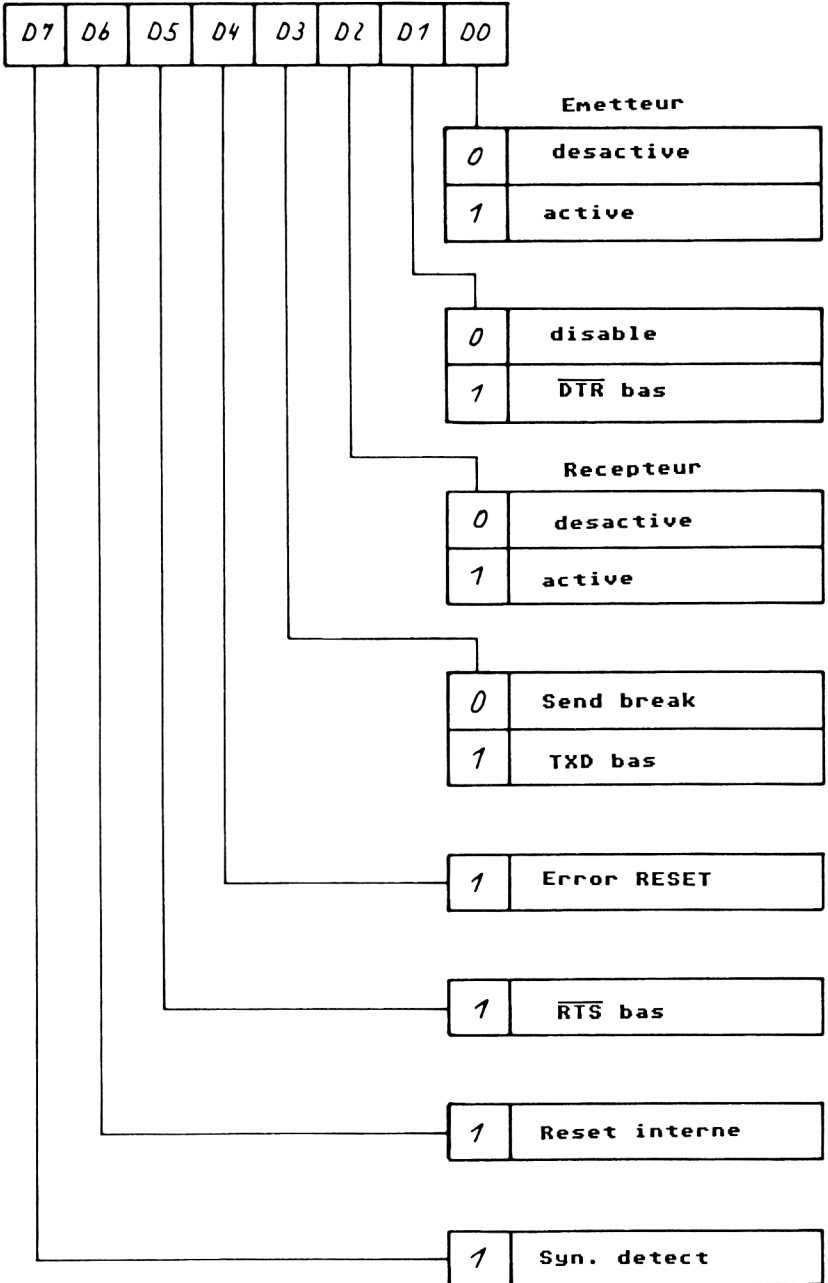 D7 D6 D5 D4 D3 D2 D1 D0
Emetteur
0 desactive
1 active
0 disable
1 D̅T̅R̅ bas
Recepteur
0 desactive
1 active
0 Send break
1 TXD bas
1 Error RESET
1 R̅T̅S̅ bas
1 Reset interne
1 Syn. detect